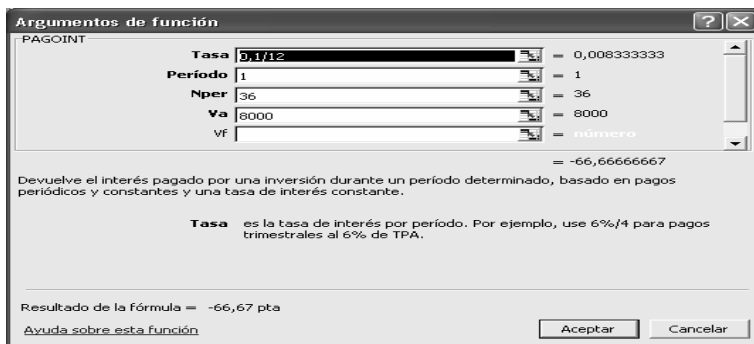 Argumentos de función
PAGOINT
Tasa 0,1/12 = 0,008333333
Período 1 = 1
Nper 36 = 36
Va 8000 = 8000
Vf = número
= -66,66666667
Devuelve el interés pagado por una inversión durante un período determinado, basado en pagos
periódicos y constantes y una tasa de interés constante.
Tasa es la tasa de interés por período. Por ejemplo, use 6%/4 para pagos
trimestrales al 6% de TPA.
Resultado de la fórmula = -66,67 pta
Ayuda sobre esta función
Aceptar Cancelar